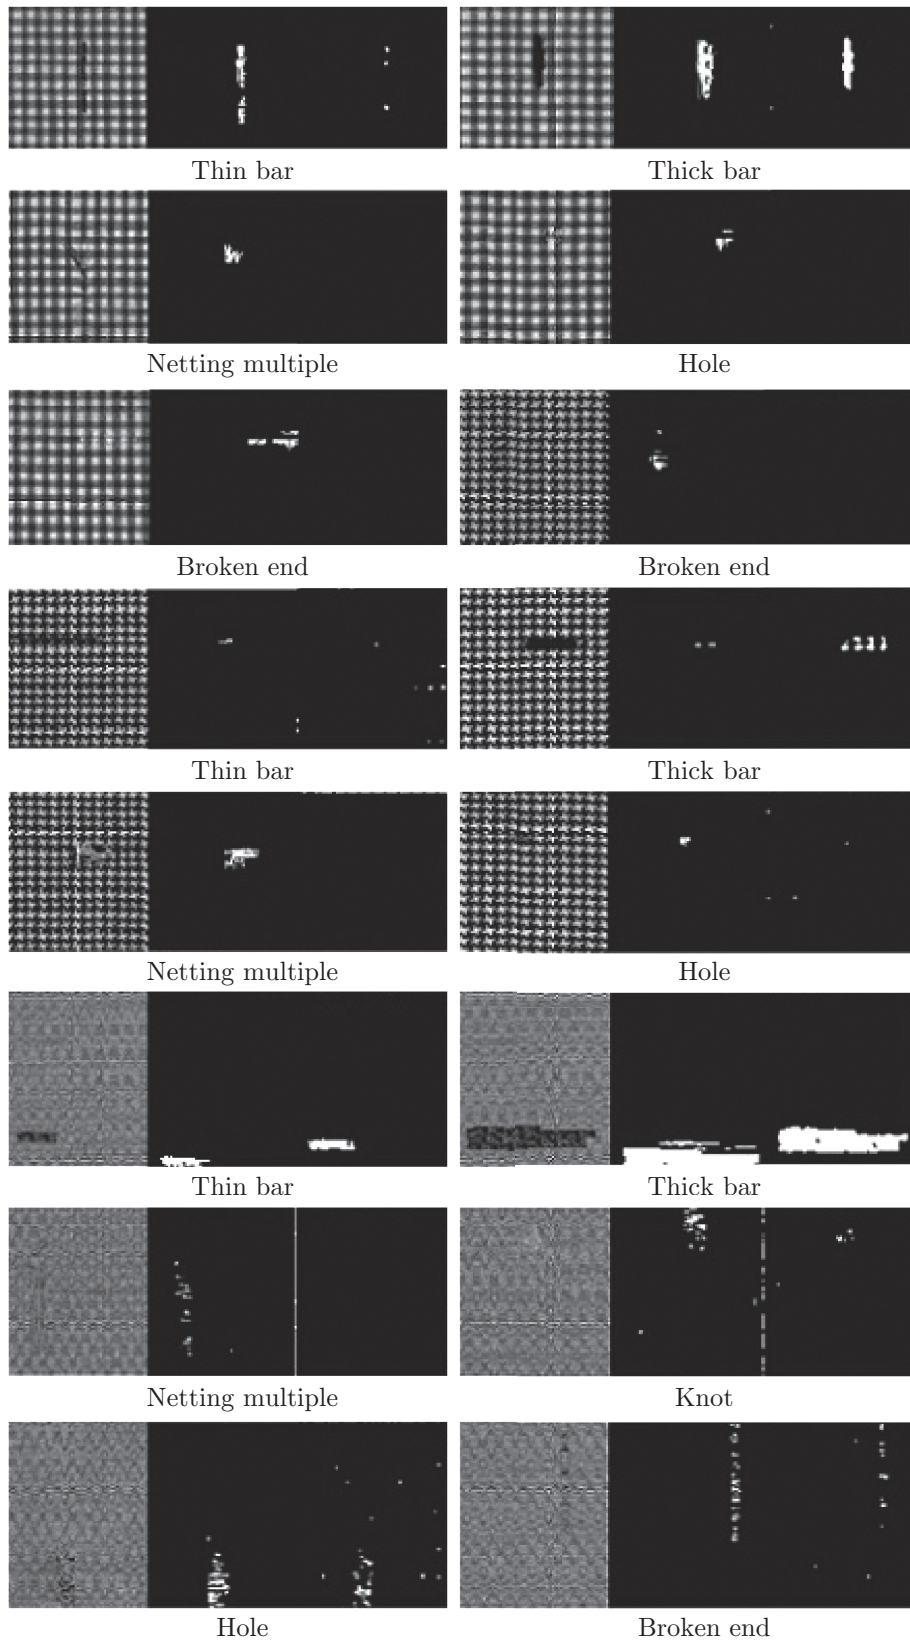 Thin bar
Thick bar
Netting multiple
Hole
Broken end
Broken end
Thin bar
Thick bar
Netting multiple
Hole
Thin bar
Thick bar
Netting multiple
Knot
Hole
Broken end